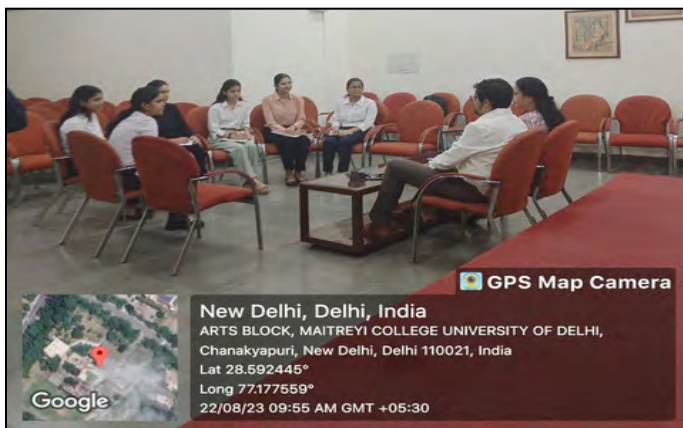 GPS Map Camera
New Delhi, Delhi, India
ARTS BLOCK, MAITREYI COLLEGE UNIVERSITY OF DELHI,
Chanakyapuri, New Delhi, Delhi 110021, India
Lat 28.592445°
Long 77.177559°
22/08/23 09:55 AM GMT +05:30
Google